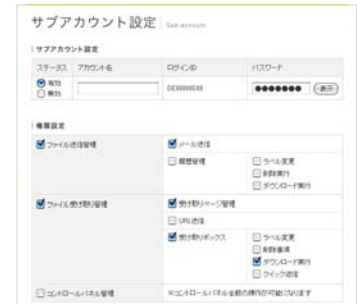 サブアカウント設定 Sub-account
サブアカウント設定
ステータス アカウント名 ログインID パスワード
有効
無効
●●●●●●● 表示
権限設定
ファイル送信管理 メール送信
履歴管理 ラベル変更
削除実行
ダウンロード実行
ファイル受け取り管理 受け取りページ管理
URL送信
受け取りボックス ラベル変更
ダウンロード実行
クイック送信
コントロールパネル管理 ※コントロールパネル全般の操作が可能になります